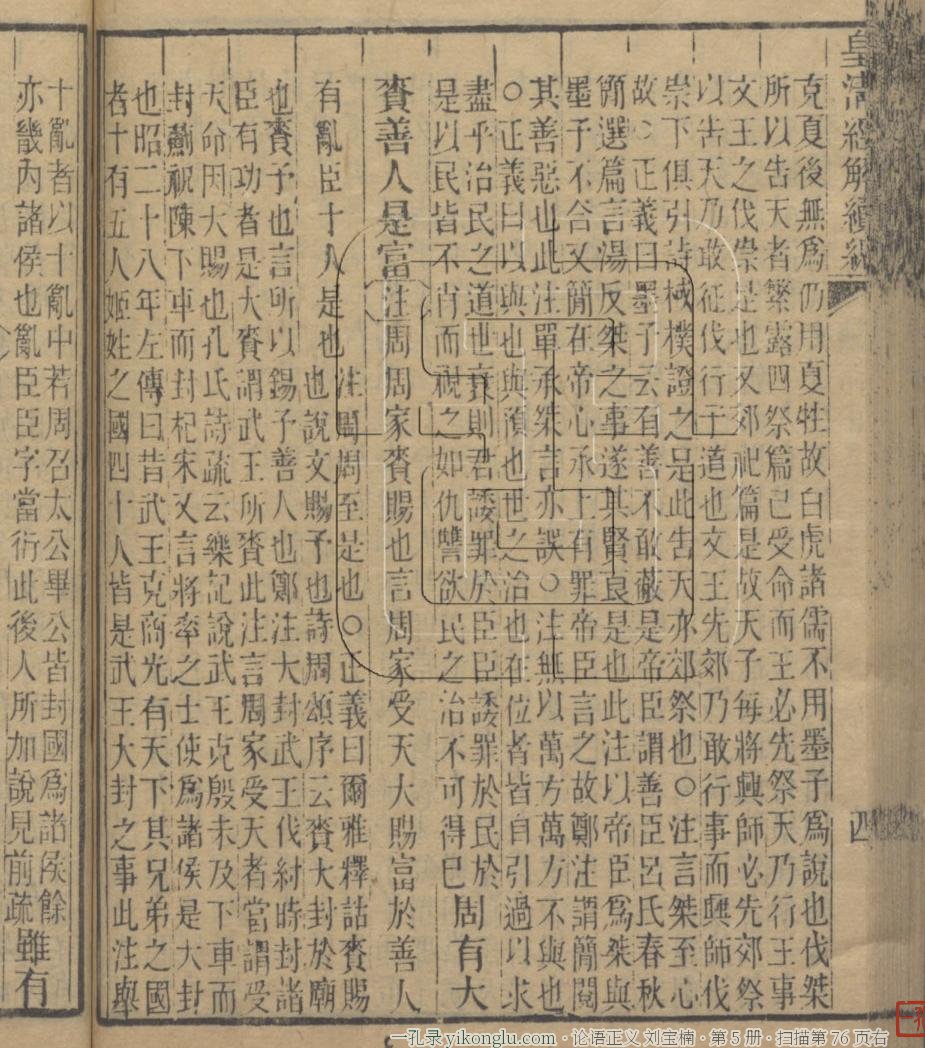 皇清經解續編
克夏後無爲仍用夏牲故白虎諸儒不用墨子爲說也伐桀
所以告天者繁露四祭篇已受命而王必先祭天乃行王事
文王之伐崇是也又郊祀篇是故天子每將興師必先郊祭
以告天乃敢征伐行子道也文王先郊乃敢行事而興師伐
崇下俱引詩棫樸證之是此告天亦郊祭也○注言桀至心
故○正義曰墨子云有善不敢蔽是帝臣謂善臣呂氏春秋
簡選篇言湯反桀之事遂其賢良是也此注以帝臣爲桀與
墨子不合又簡在帝心承上有罪帝臣言之故鄭注謂簡閱
其善惡也此注單承桀言亦誤○注無以萬方萬方不與也
○正義曰以與也與預也世之治也在位者皆自引過以求
盡乎治民之道世衰則君諉罪於臣臣諉罪於民於
是以民皆不肖而視之如仇讐欲民之治不可得巳
周有大
賚善人是富
注周周家賚賜也言周家受天大賜富於善人
有亂臣十人是也
注周周至是也○正義曰爾雅釋詁賚賜
也說文賜予也詩周頌序云賚大封於廟
也賚予也言所以錫予善人也鄭注大封武王伐紂時封諸
臣有功者是大賚謂武王所賚此注言周家受天者當謂受
天命因大賜也孔氏詩疏云樂記說武王克殷未及下車而
封薊祝陳下車而封杞宋又言將率之士使爲諸侯是大封
也昭二十八年左傳曰昔武王克商光有天下其兄弟之國
者十有五人姬姓之國四十人皆是武王大封之事此注舉
四
十亂者以十亂中若周召太公畢公皆封國爲諸侯餘
亦畿內諸侯也亂臣臣字當衍此後人所加說見前疏
雖有
一孔录yikonglu.com · 论语正义 刘宝楠 · 第 5 册 · 扫描第 76 页右